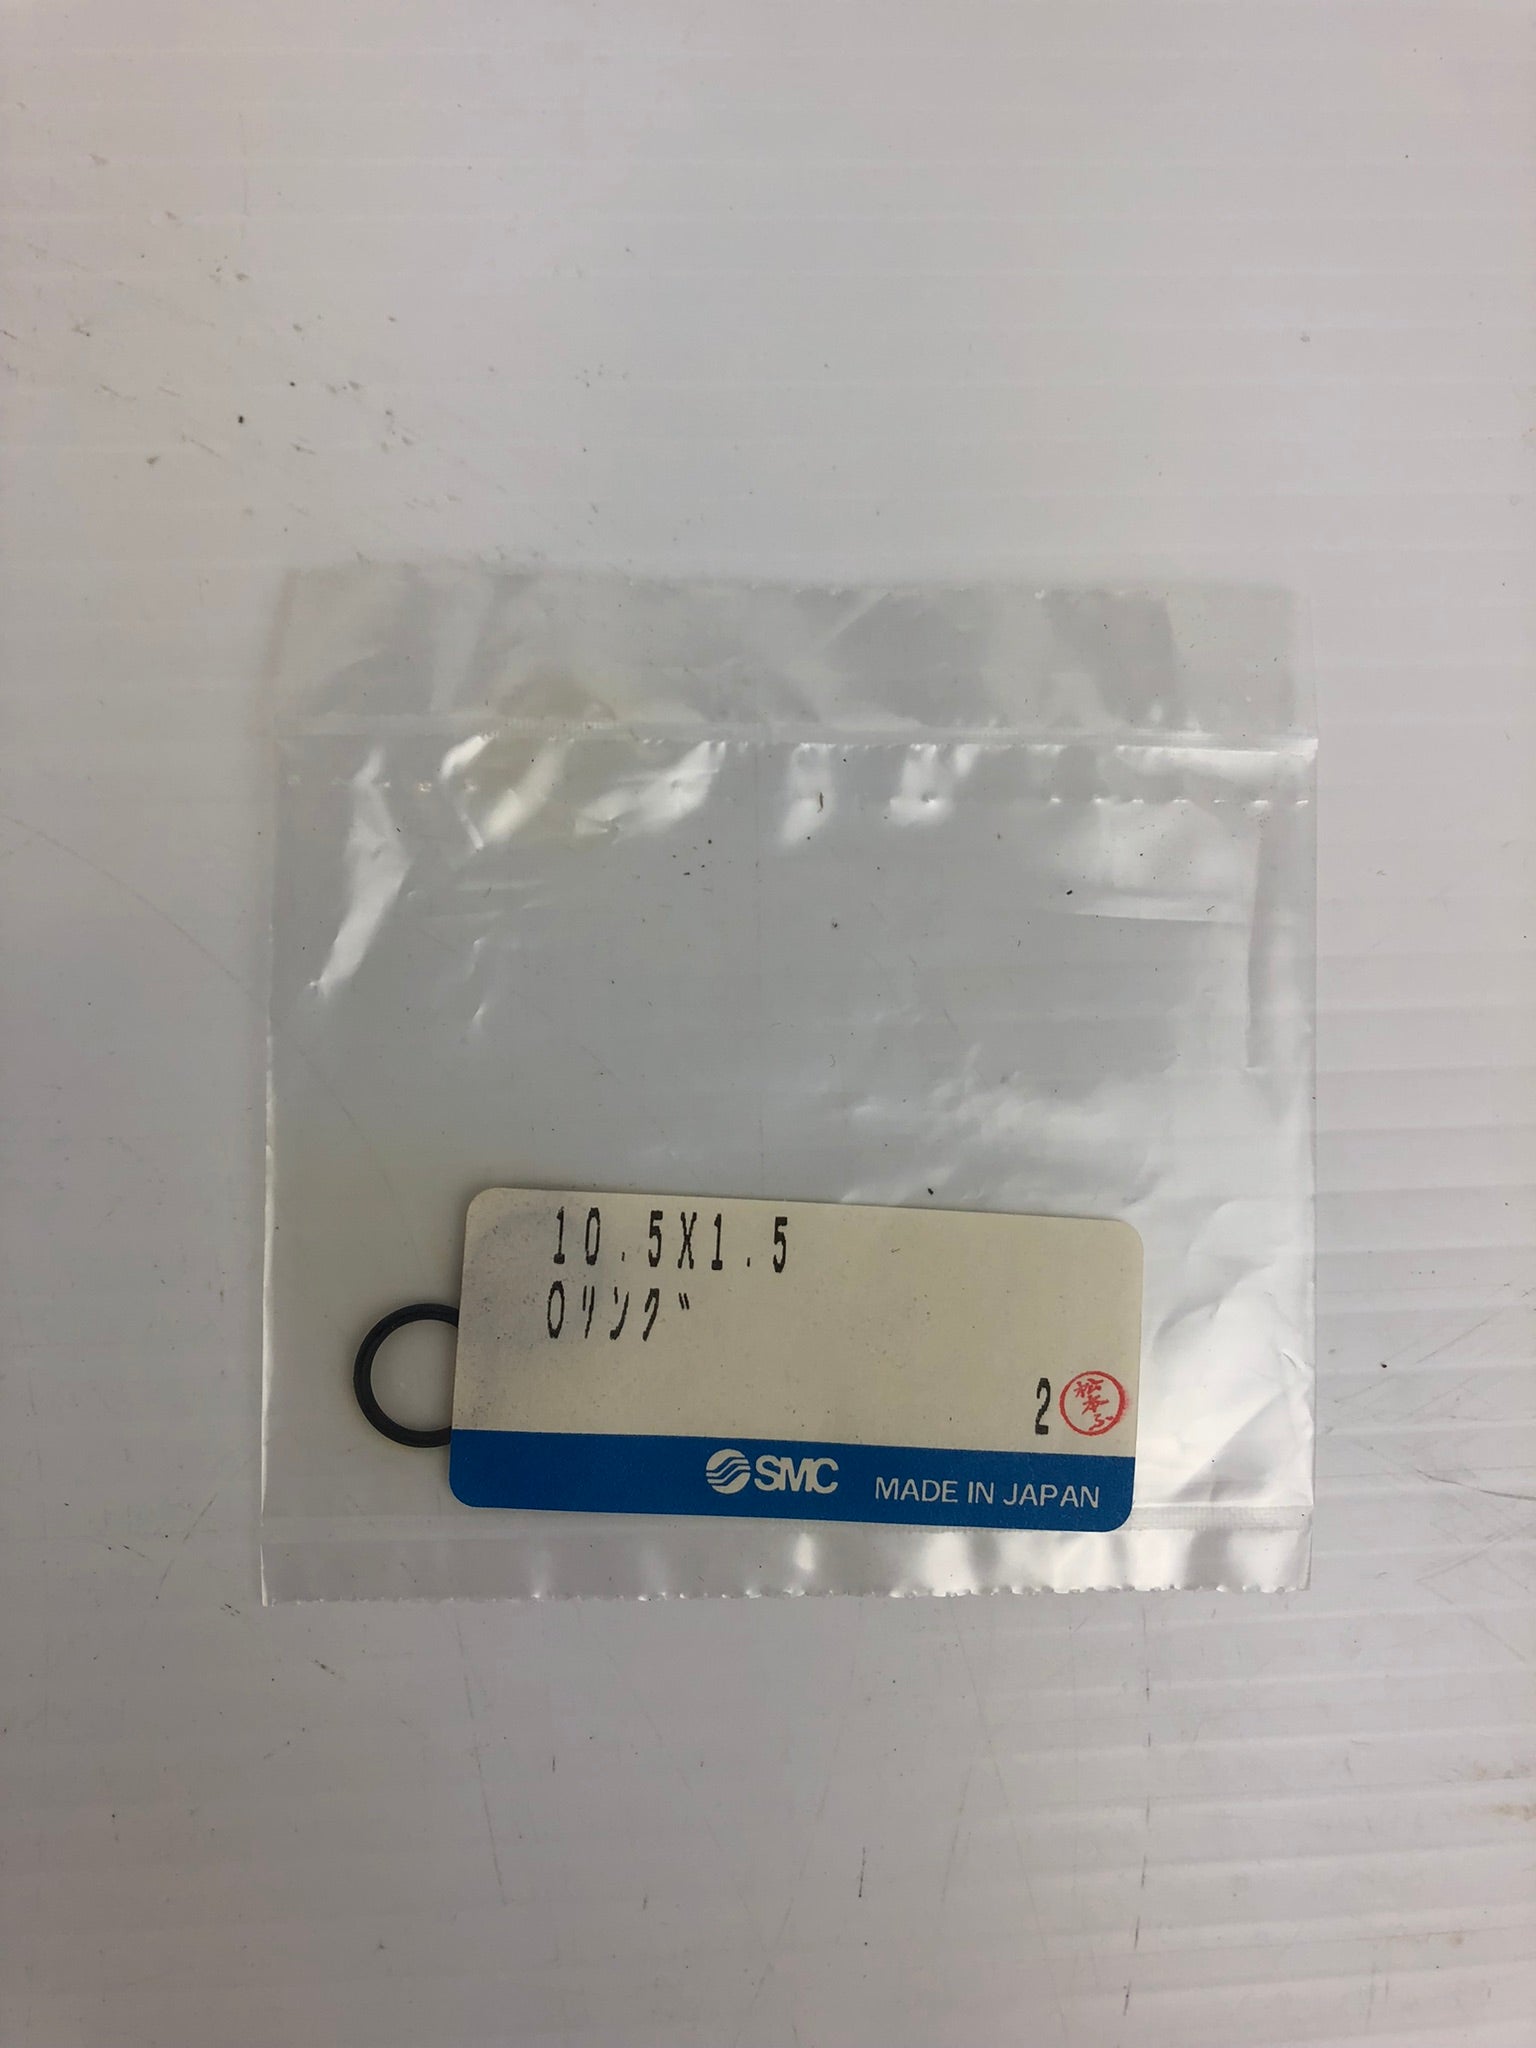 10.5X1.5
Oリング
2
SMC MADE IN JAPAN